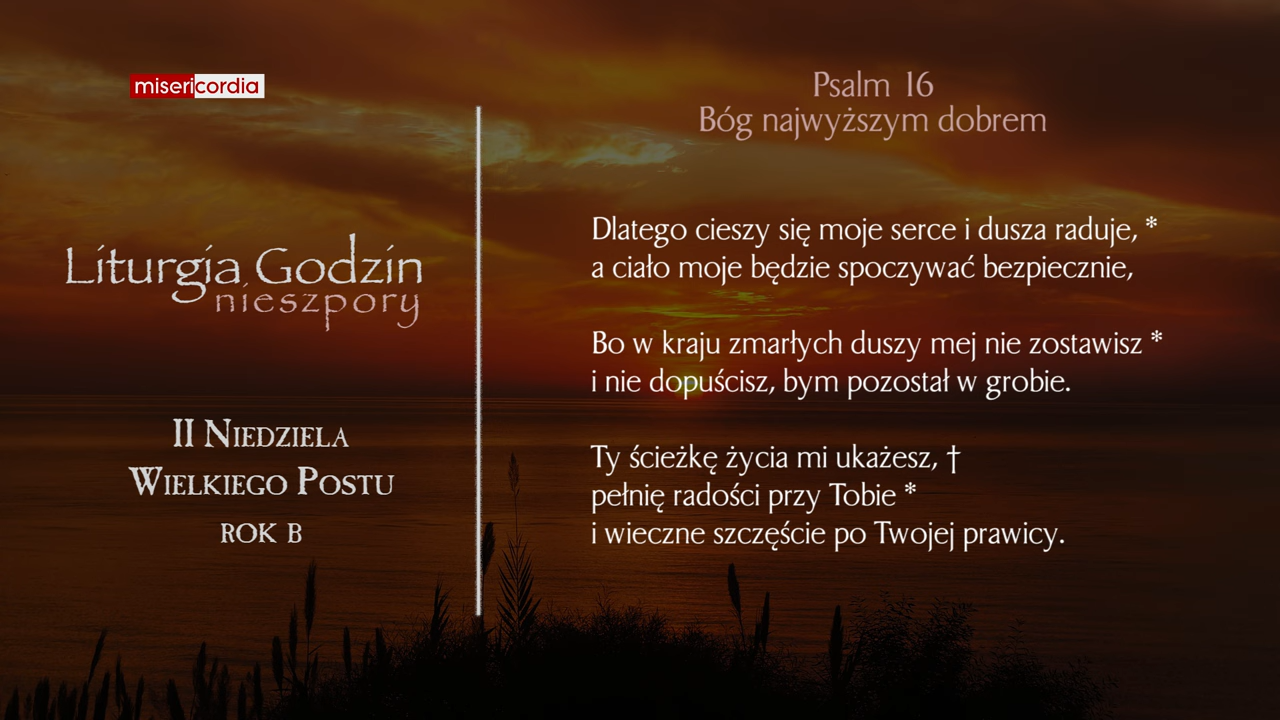 misericordia
Liturgia Godzin
nieszpory
II Niedziela
Wielkiego Postu
rok B
Psalm 16
Bóg najwyższym dobrem
Dlatego cieszy się moje serce i dusza raduje, *
a ciało moje będzie spoczywać bezpiecznie,
Bo w kraju zmarłych duszy mej nie zostawisz *
i nie dopuścisz, bym pozostał w grobie.
Ty ścieżkę życia mi ukażesz, †
pełnię radości przy Tobie *
i wieczne szczęście po Twojej prawicy.